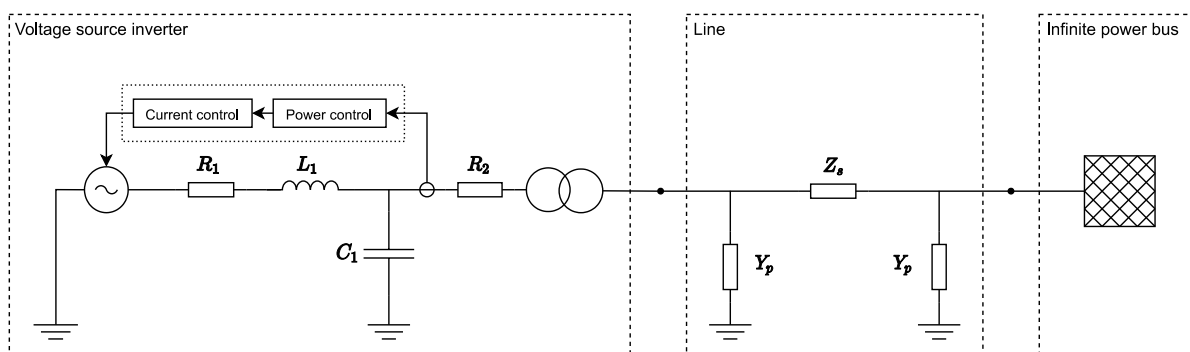 Voltage source inverter
Line
Infinite power bus
Current control
Power control
R₁
L₁
R₂
Zₛ
C₁
Yₚ
Yₚ